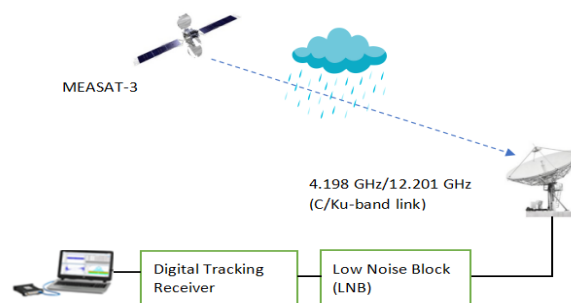 MEASAT-3
4.198 GHz/12.201 GHz
(C/Ku-band link)
Digital Tracking
Receiver
Low Noise Block
(LNB)